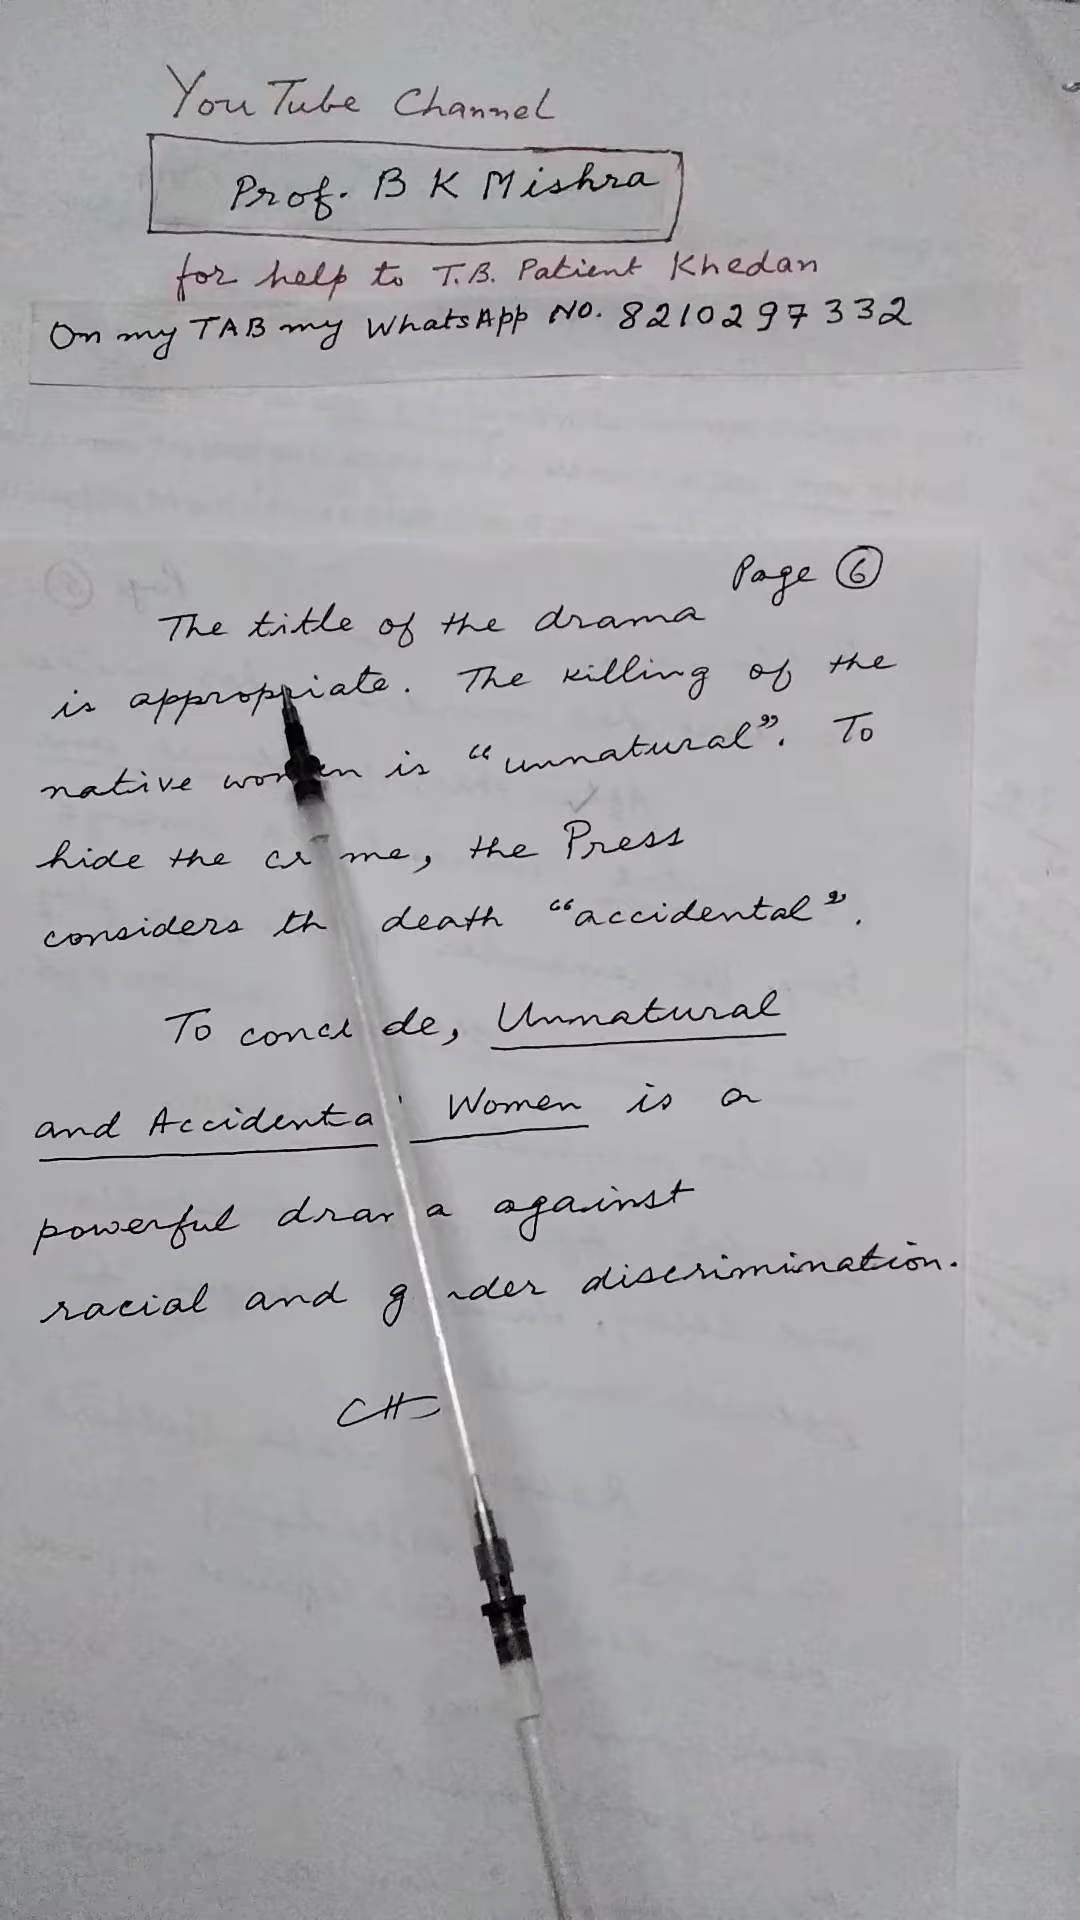 YouTube Channel
Prof. B K Mishra
for help to T.B. Patient Khedan
On my TAB my WhatsApp NO. 8210297332
Page 6
The title of the drama
is appropriate. The killing of the
native women is “unnatural”. To
hide the crime, the Press
considers the death “accidental”.
To conclude, Unnatural
and Accidental Women is a
powerful drama against
racial and gender discrimination.